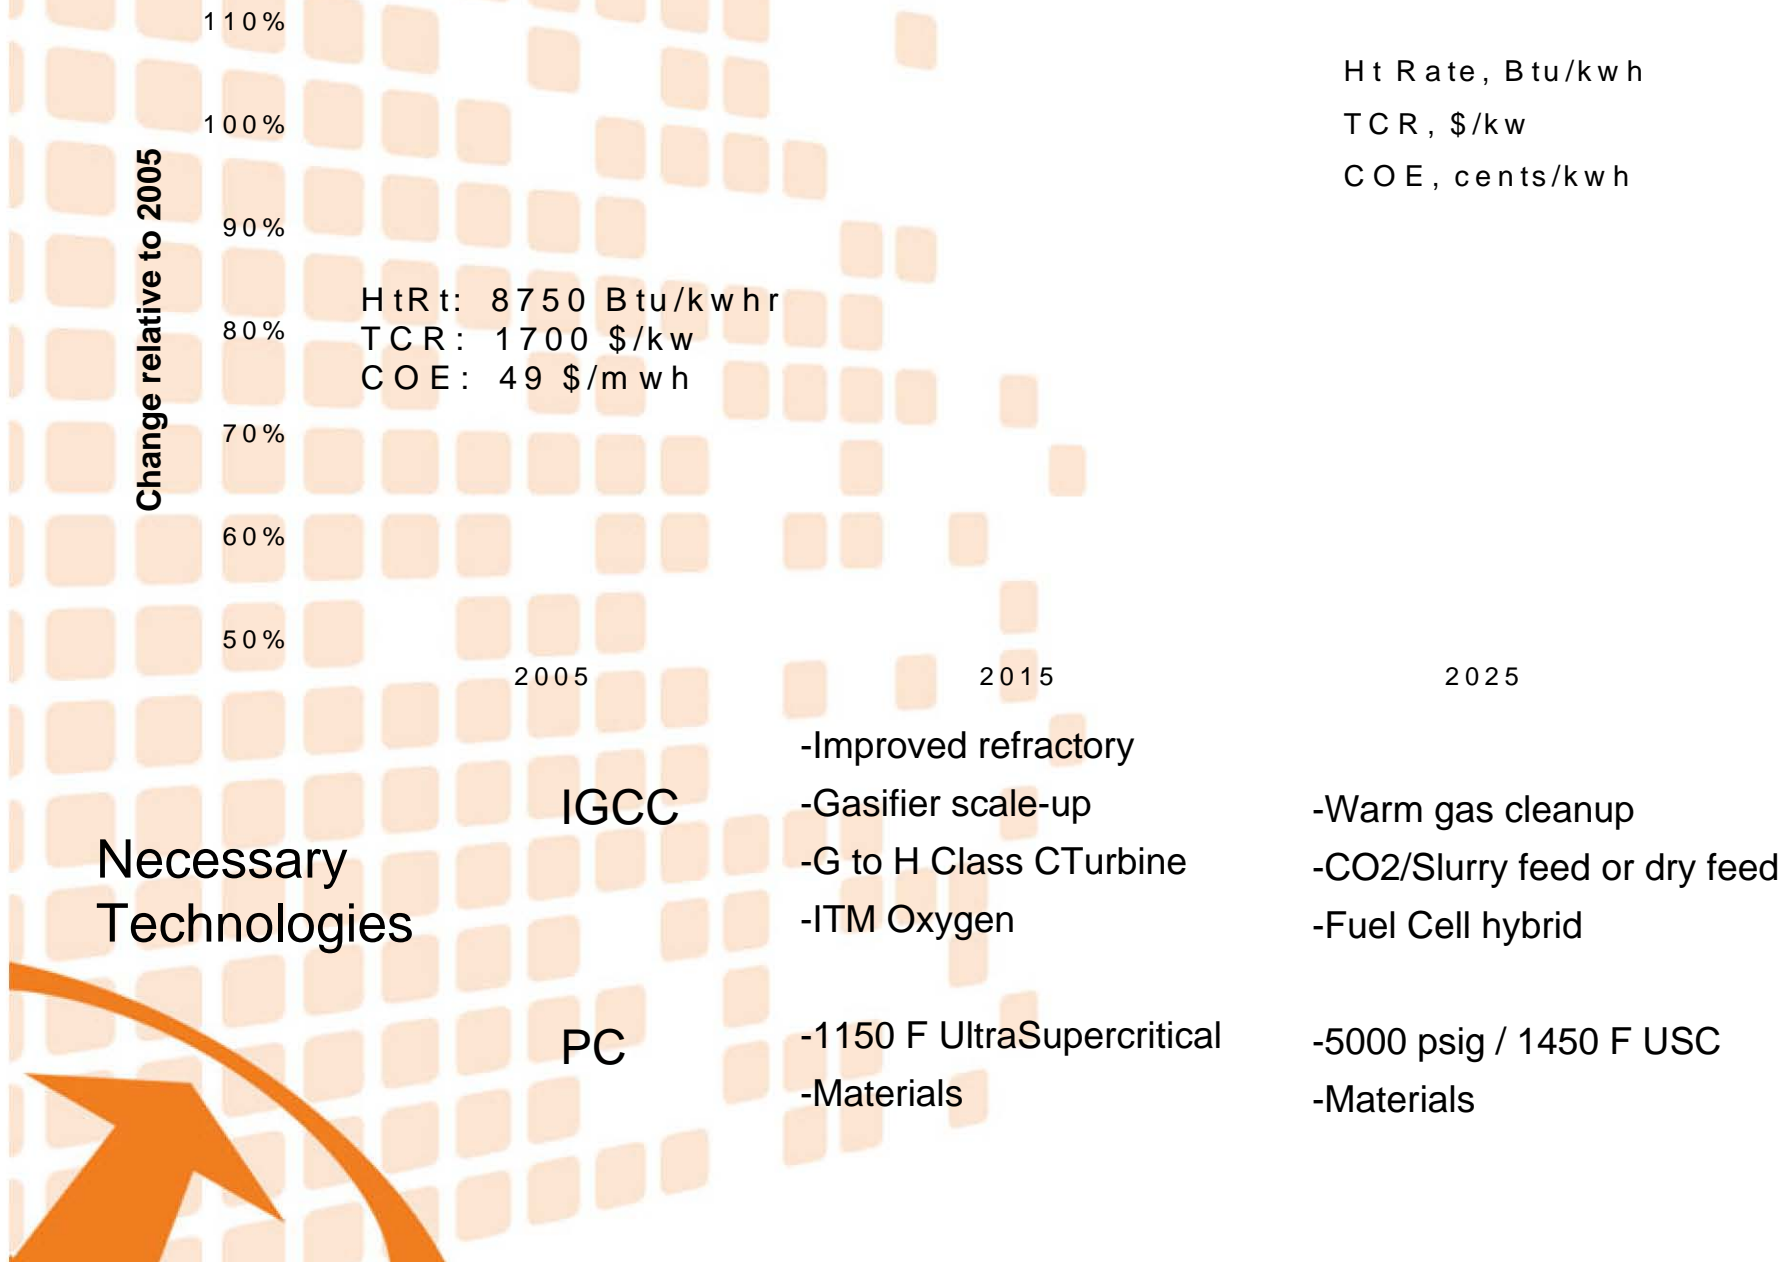 110%
100%
90%
80%
70%
60%
50%
Change relative to 2005
Ht Rate, Btu/kwh
TCR, $/kw
COE, cents/kwh
HtRt: 8750 Btu/kwhr
TCR: 1700 $/kw
COE: 49 $/mwh
2005
2015
2025
Necessary
Technologies
IGCC
-Improved refractory
-Gasifier scale-up
-G to H Class CTurbine
-ITM Oxygen
-Warm gas cleanup
-CO2/Slurry feed or dry feed
-Fuel Cell hybrid
PC
-1150 F UltraSupercritical
-Materials
-5000 psig / 1450 F USC
-Materials